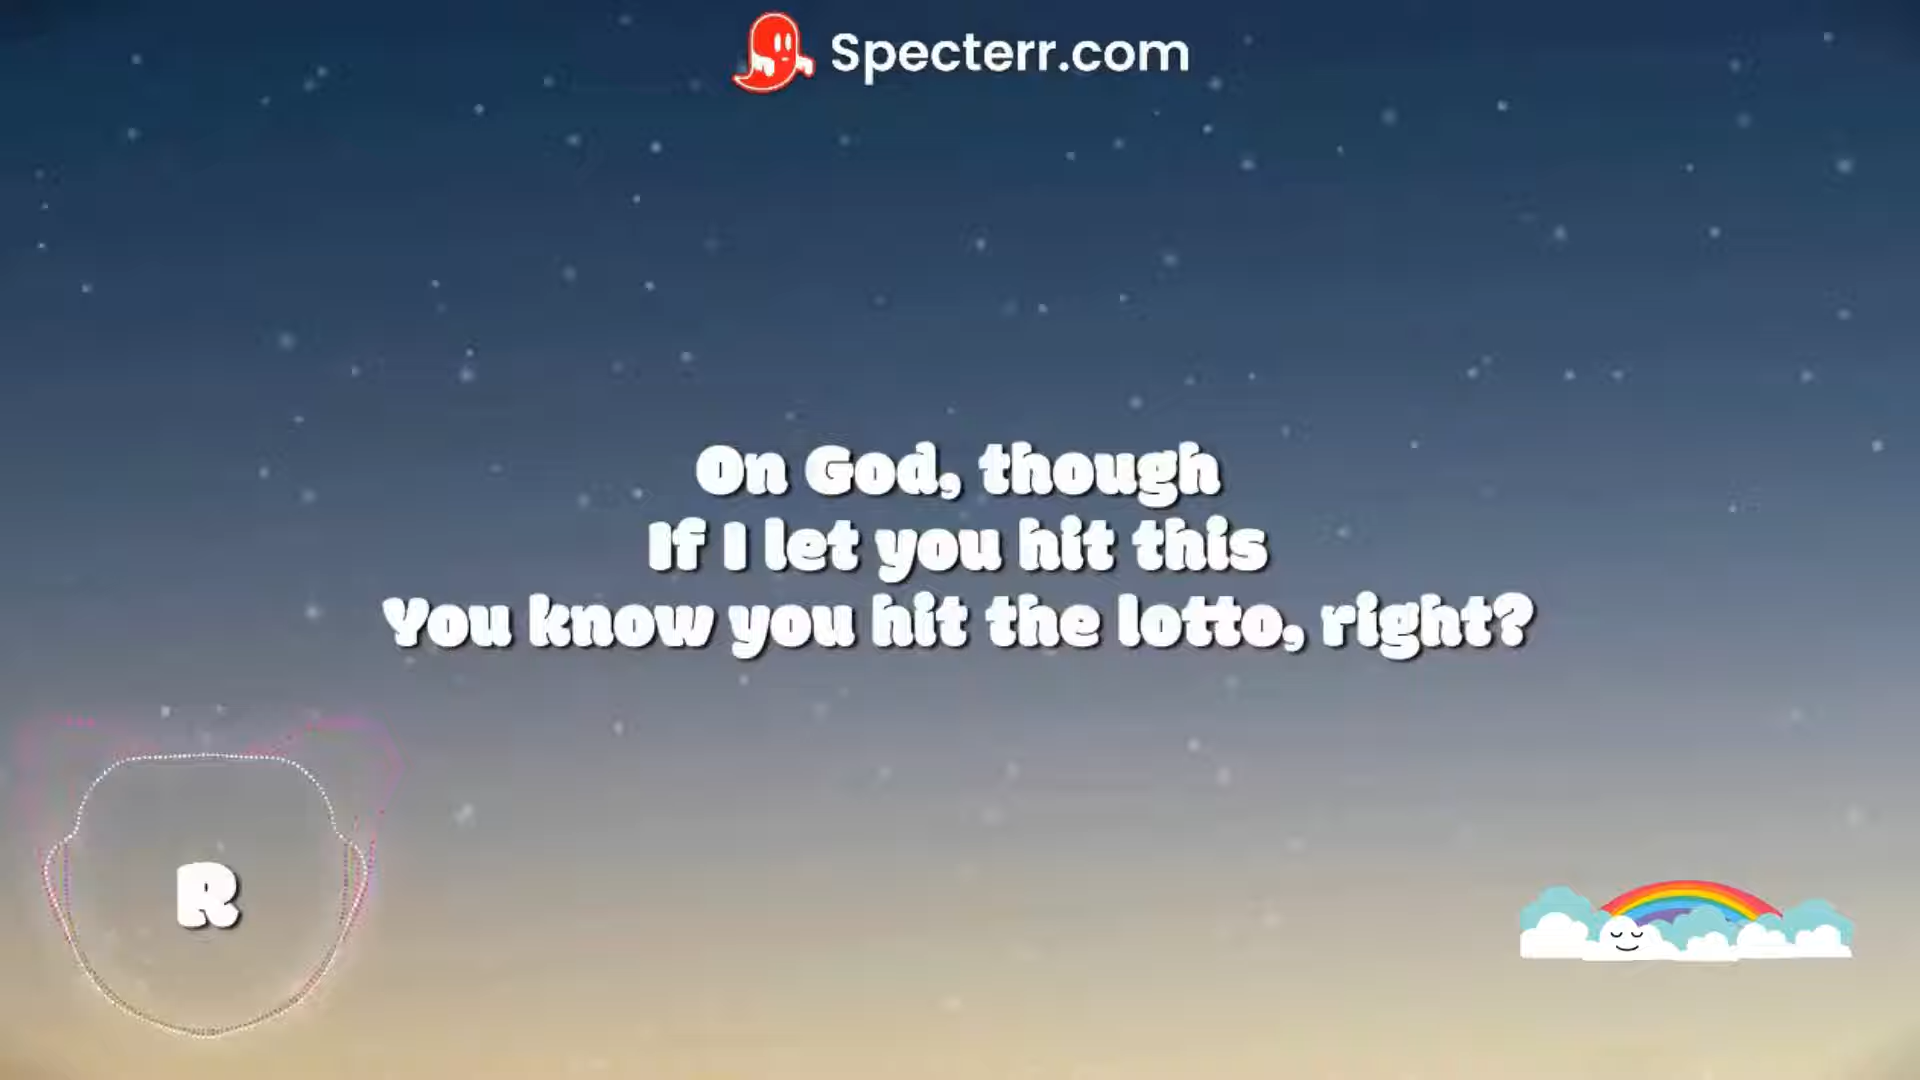 Specterr.com
On God, though
If I let you hit this
You know you hit the lotto, right?
R